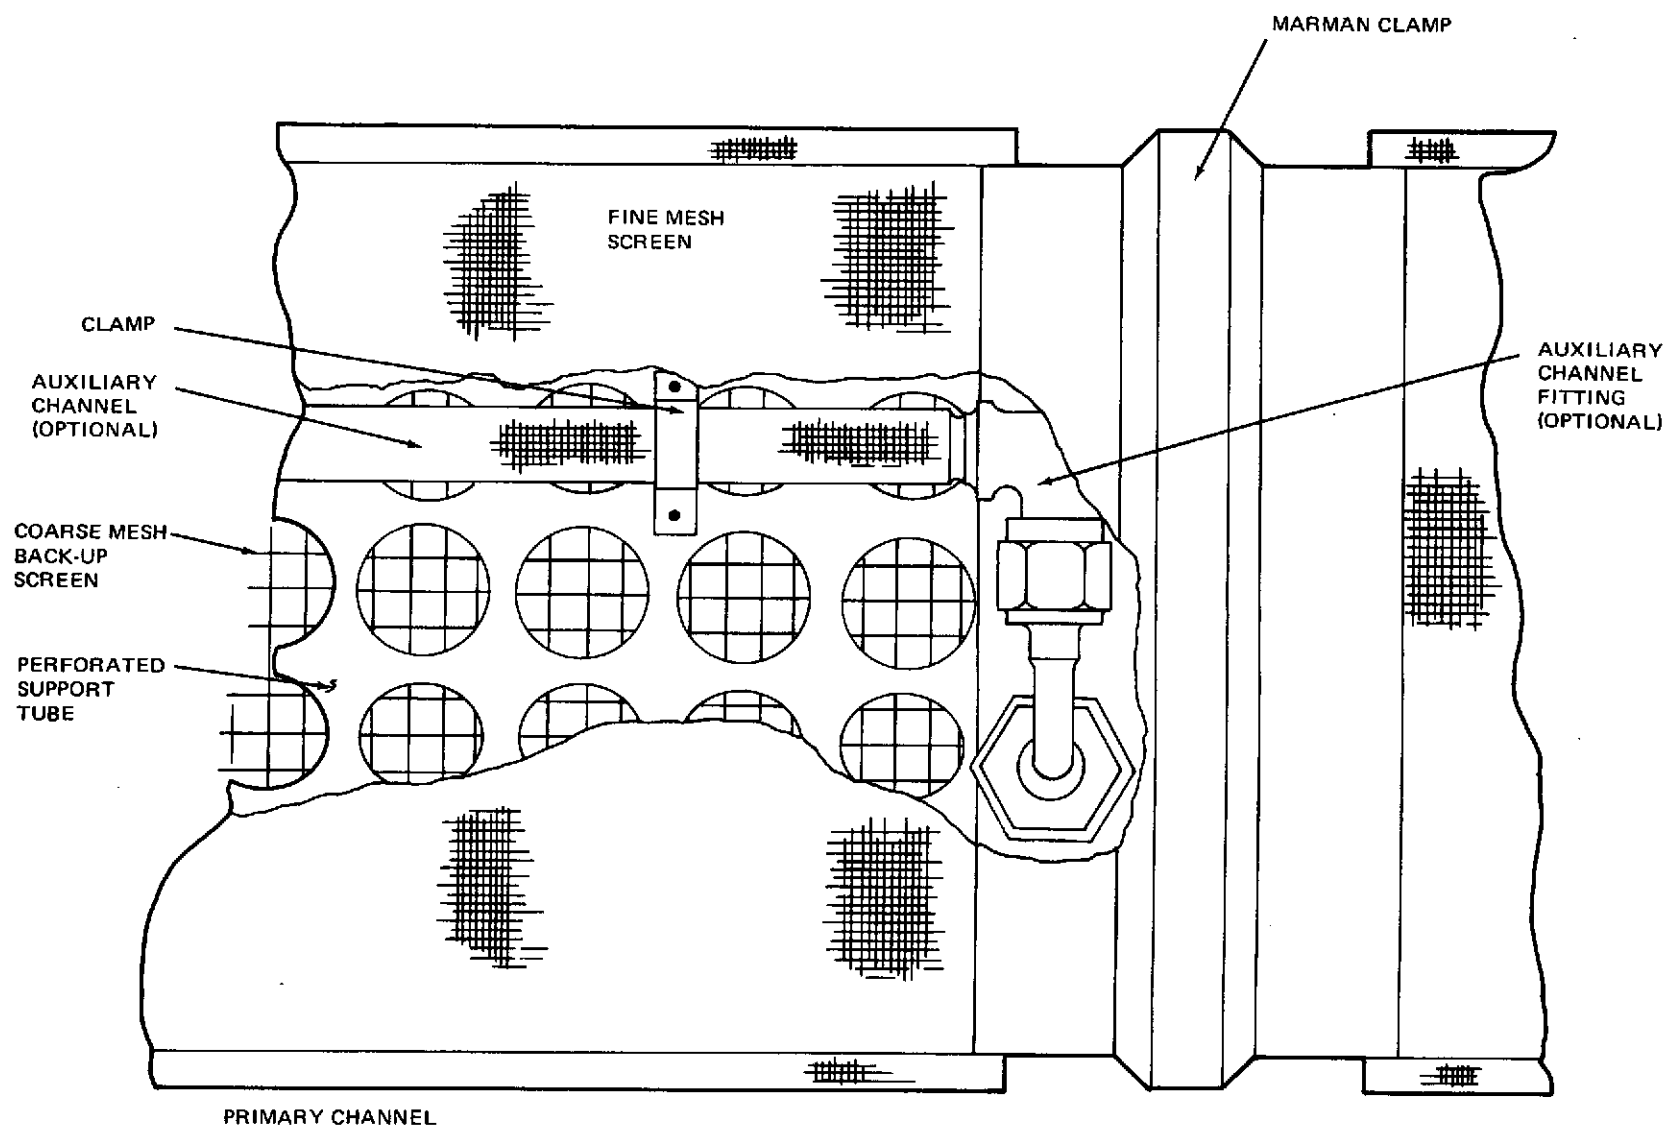 MARMAN CLAMP
FINE MESH
SCREEN
CLAMP
AUXILIARY
CHANNEL
(OPTIONAL)
AUXILIARY
CHANNEL
FITTING
(OPTIONAL)
COARSE MESH
BACK-UP
SCREEN
PERFORATED
SUPPORT
TUBE
PRIMARY CHANNEL